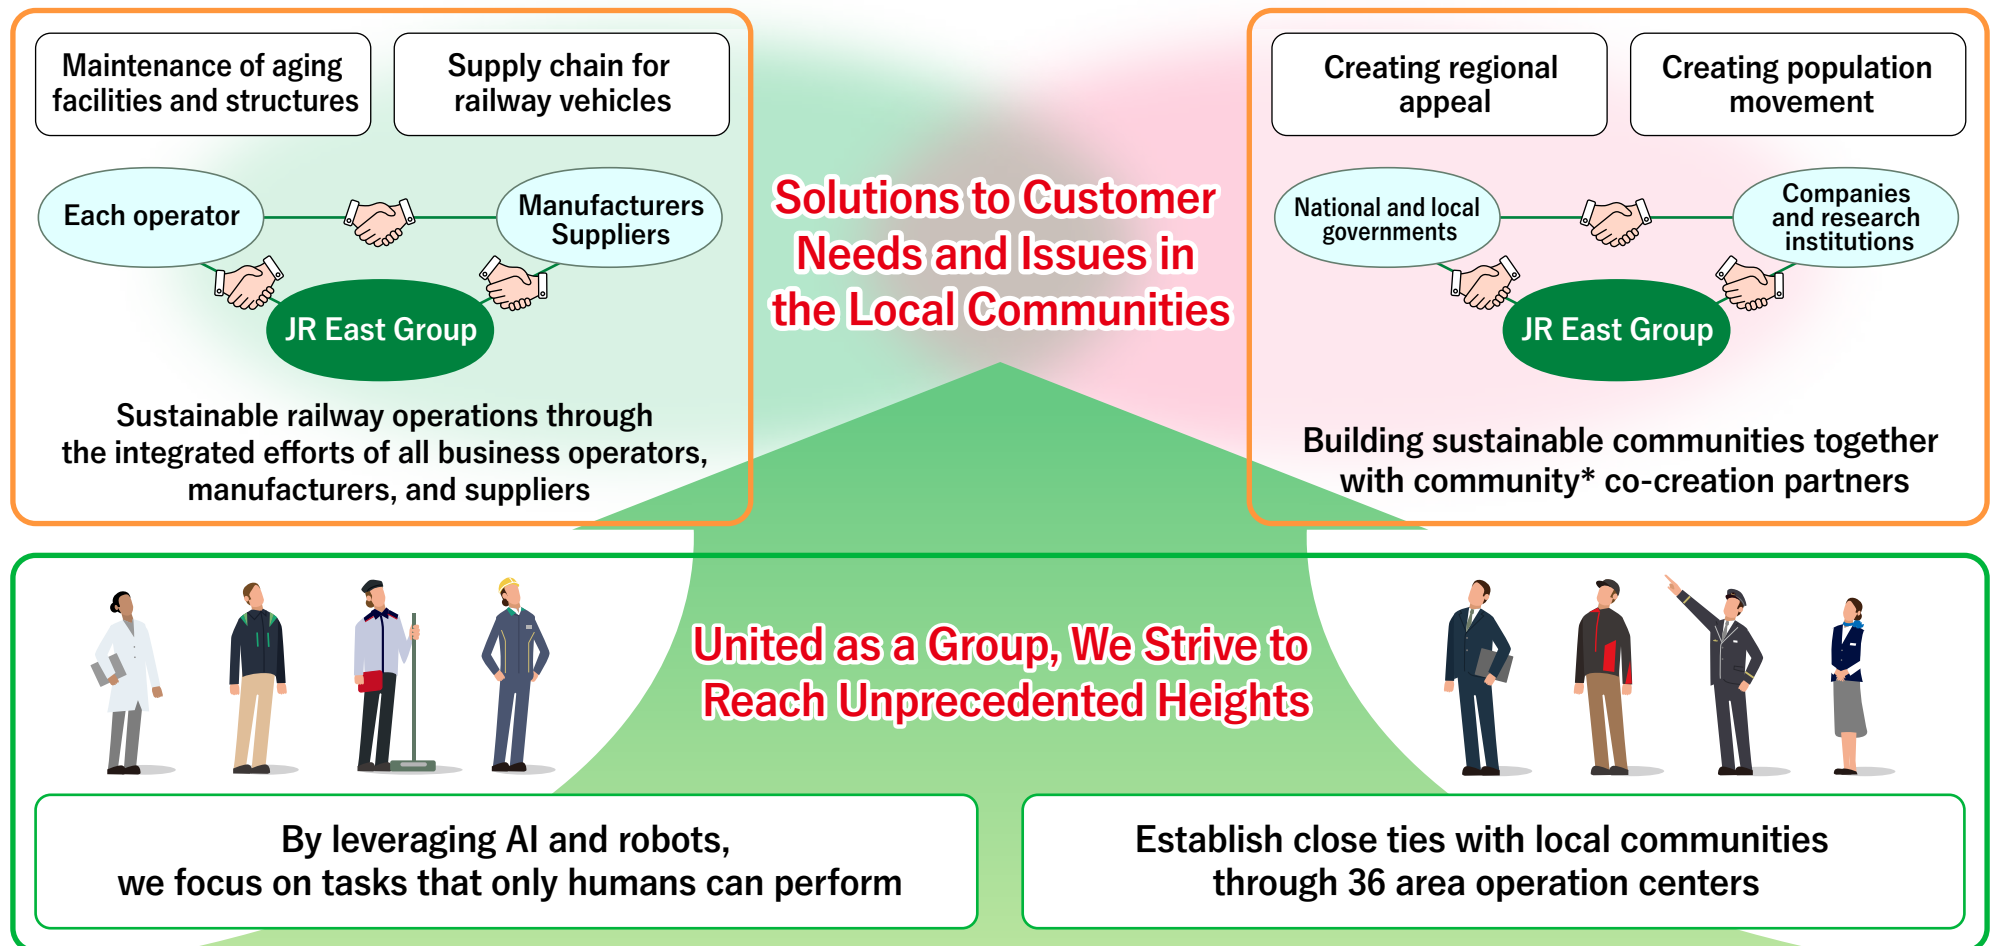 Maintenance of aging
facilities and structures
Supply chain for
railway vehicles
Each operator
Manufacturers
Suppliers
JR East Group
Sustainable railway operations through
the integrated efforts of all business operators,
manufacturers, and suppliers
Solutions to Customer
Needs and Issues in
the Local Communities
Creating regional
appeal
Creating population
movement
National and local
governments
Companies
and research
institutions
JR East Group
Building sustainable communities together
with community* co-creation partners
United as a Group, We Strive to
Reach Unprecedented Heights
By leveraging AI and robots,
we focus on tasks that only humans can perform
Establish close ties with local communities
through 36 area operation centers